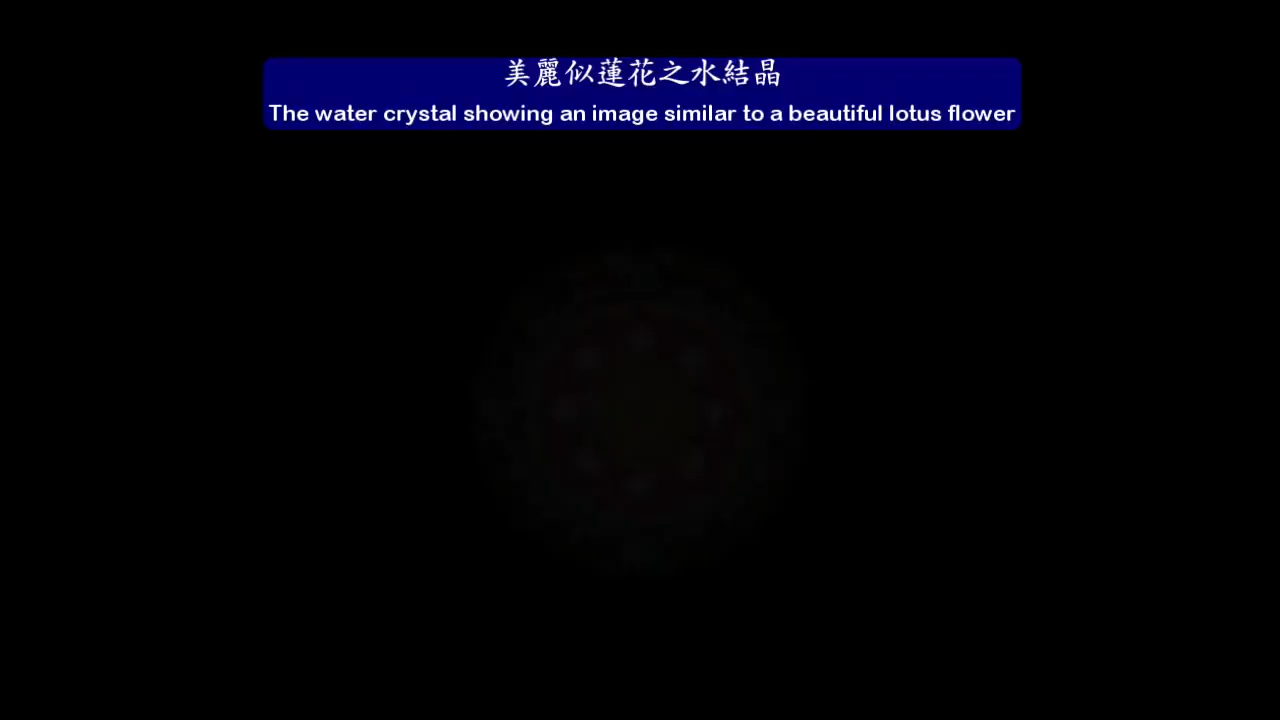 美麗似蓮花之水結晶
The water crystal showing an image similar to a beautiful lotus flower